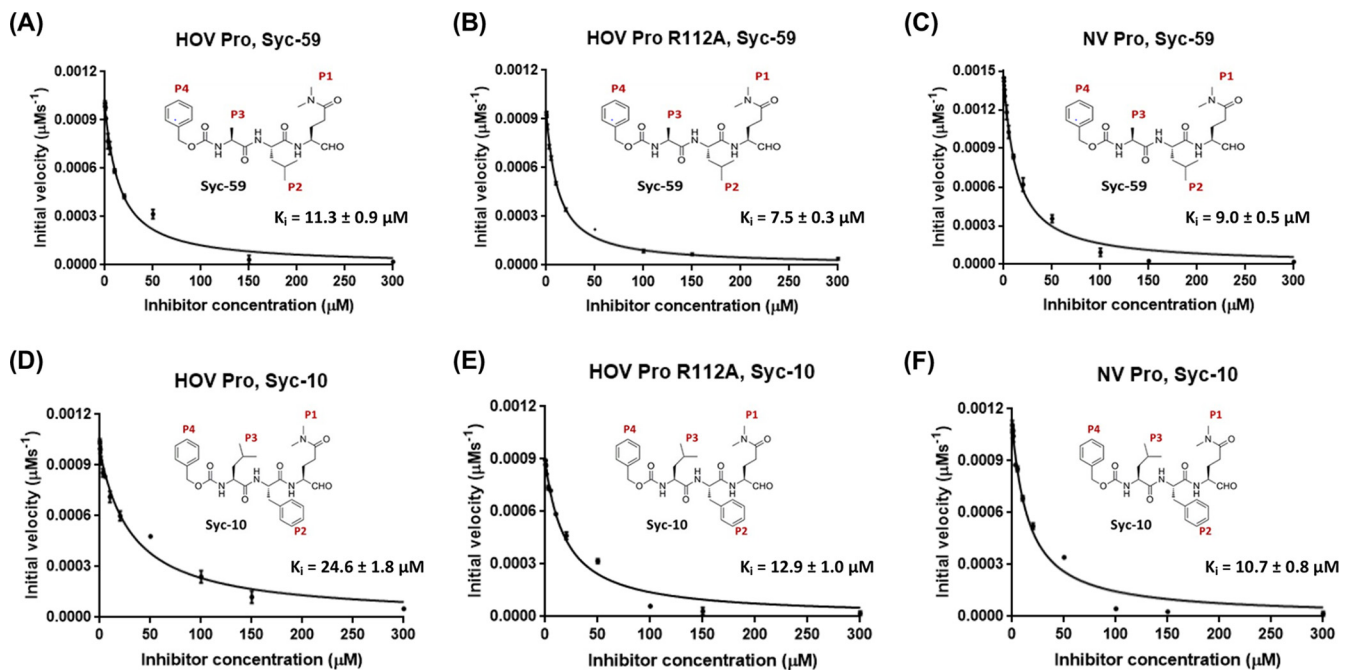 (A)
HOV Pro, Syc-59
Initial velocity (μMs⁻¹)
0.0012
0.0009
0.0006
0.0003
0.0000
0 50 100 150 200 250 300
Inhibitor concentration (μM)
P4
P3
P1
P2
N
O
O
O
N
H
O
H
N
O
N
H
CHO
Syc-59
Kᵢ = 11.3 ± 0.9 μM
(B)
HOV Pro R112A, Syc-59
Initial velocity (μMs⁻¹)
0.0012
0.0009
0.0006
0.0003
0.0000
0 50 100 150 200 250 300
Inhibitor concentration (μM)
P4
P3
P1
P2
N
O
O
O
N
H
O
H
N
O
N
H
CHO
Syc-59
Kᵢ = 7.5 ± 0.3 μM
(C)
NV Pro, Syc-59
Initial velocity (μMs⁻¹)
0.0015
0.0012
0.0009
0.0006
0.0003
0.0000
0 50 100 150 200 250 300
Inhibitor concentration (μM)
P4
P3
P1
P2
N
O
O
O
N
H
O
H
N
O
N
H
CHO
Syc-59
Kᵢ = 9.0 ± 0.5 μM
(D)
HOV Pro, Syc-10
Initial velocity (μMs⁻¹)
0.0012
0.0009
0.0006
0.0003
0.0000
0 50 100 150 200 250 300
Inhibitor concentration (μM)
P4
P3
P1
P2
N
O
O
O
N
H
O
H
N
O
N
H
CHO
Syc-10
Kᵢ = 24.6 ± 1.8 μM
(E)
HOV Pro R112A, Syc-10
Initial velocity (μMs⁻¹)
0.0012
0.0009
0.0006
0.0003
0.0000
0 50 100 150 200 250 300
Inhibitor concentration (μM)
P4
P3
P1
P2
N
O
O
O
N
H
O
H
N
O
N
H
CHO
Syc-10
Kᵢ = 12.9 ± 1.0 μM
(F)
NV Pro, Syc-10
Initial velocity (μMs⁻¹)
0.0012
0.0009
0.0006
0.0003
0.0000
0 50 100 150 200 250 300
Inhibitor concentration (μM)
P4
P3
P1
P2
N
O
O
O
N
H
O
H
N
O
N
H
CHO
Syc-10
Kᵢ = 10.7 ± 0.8 μM